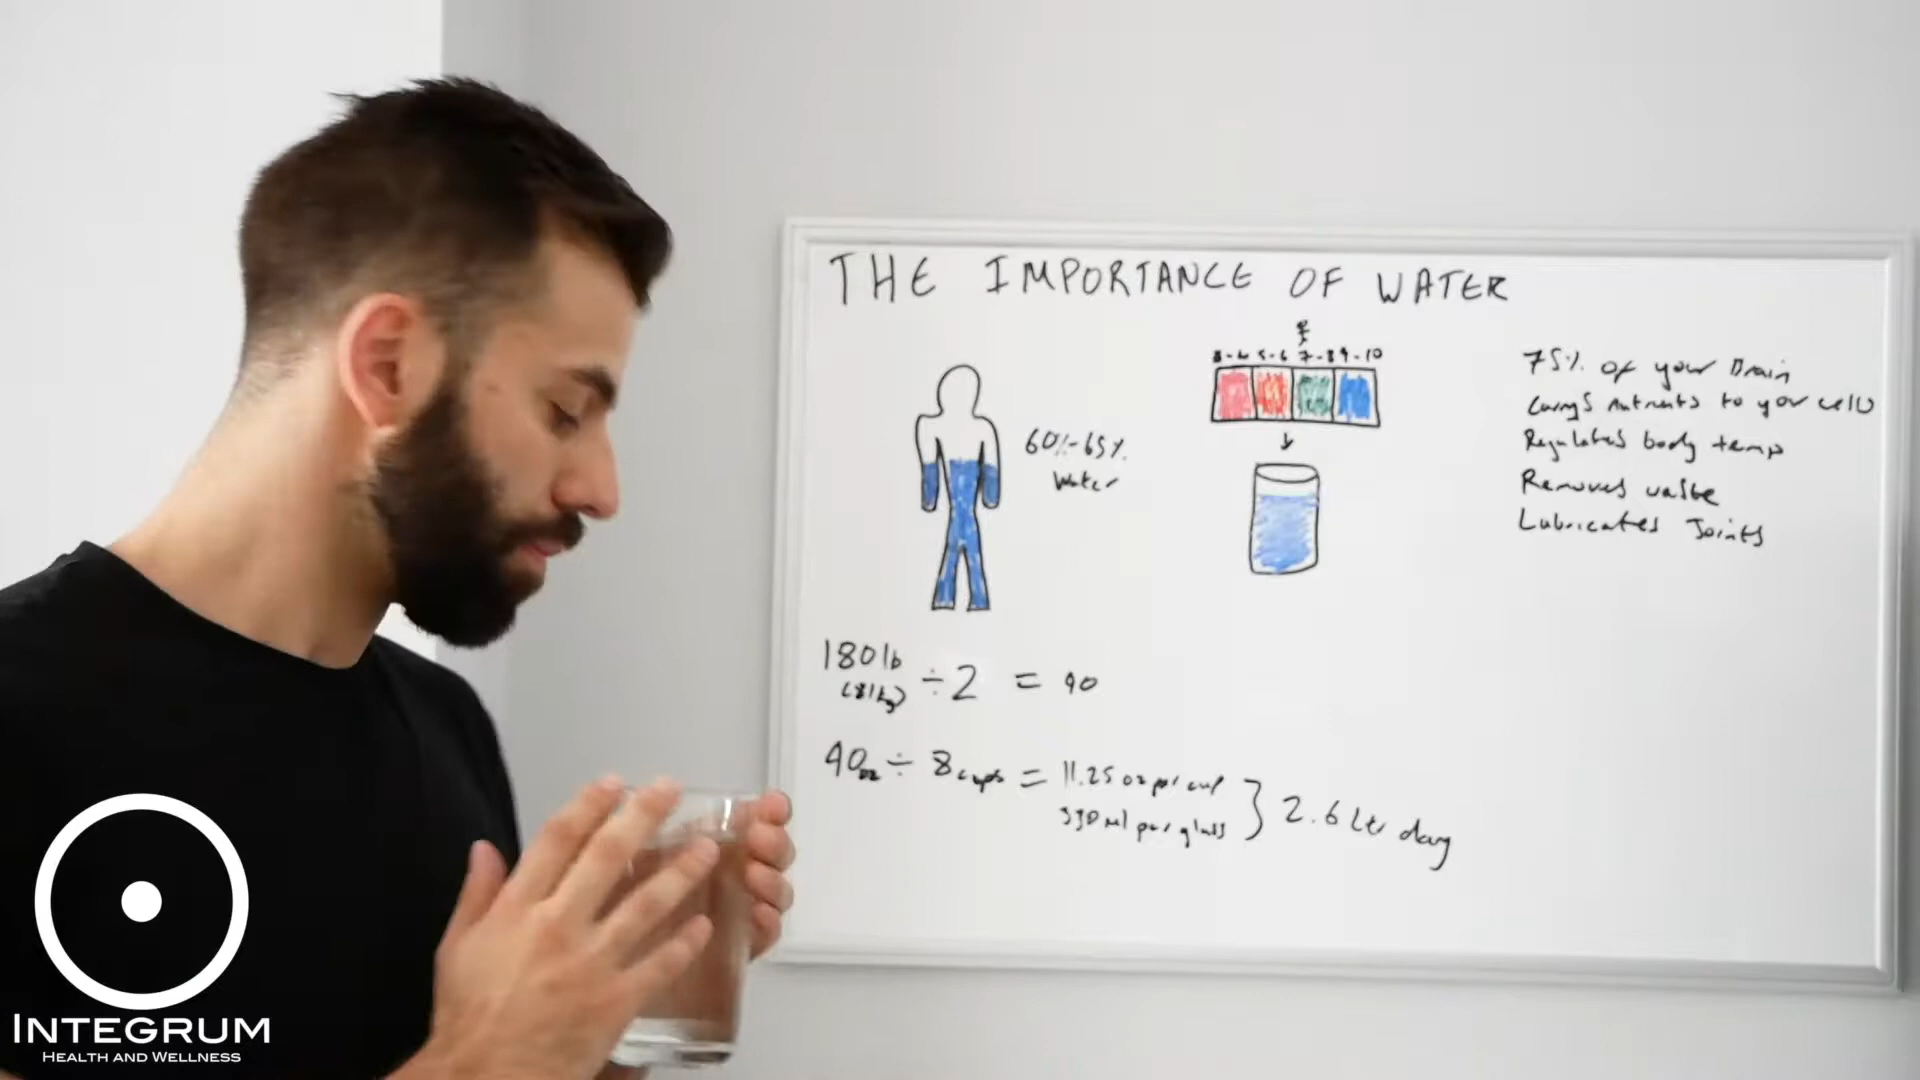 THE IMPORTANCE OF WATER
5-6 7-8 9-10
60%-65%
Water
75% of your Brain
Carrys nutrients to your cells
Regulates body temp
Removes waste
Lubricates Joints
180lb
(81kg)
÷ 2 = 90
90oz ÷ 8cups = 11.25 oz per cup
330ml per glass
} 2.6 Ltr day
INTEGRUM
HEALTH AND WELLNESS